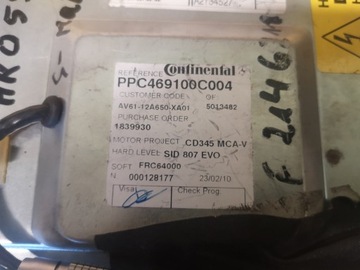 REFERENCE Continental
PPC469100C004
CUSTOMER CODE OF
AV61-12A650-XA01 5013482
PURCHASE ORDER
1839930
MOTOR PROJECT CD345 MCA-V
HARD LEVEL SID 807 EVO
SOFT FRC64000
N 000128177 23/02/10
Visa Check Prog